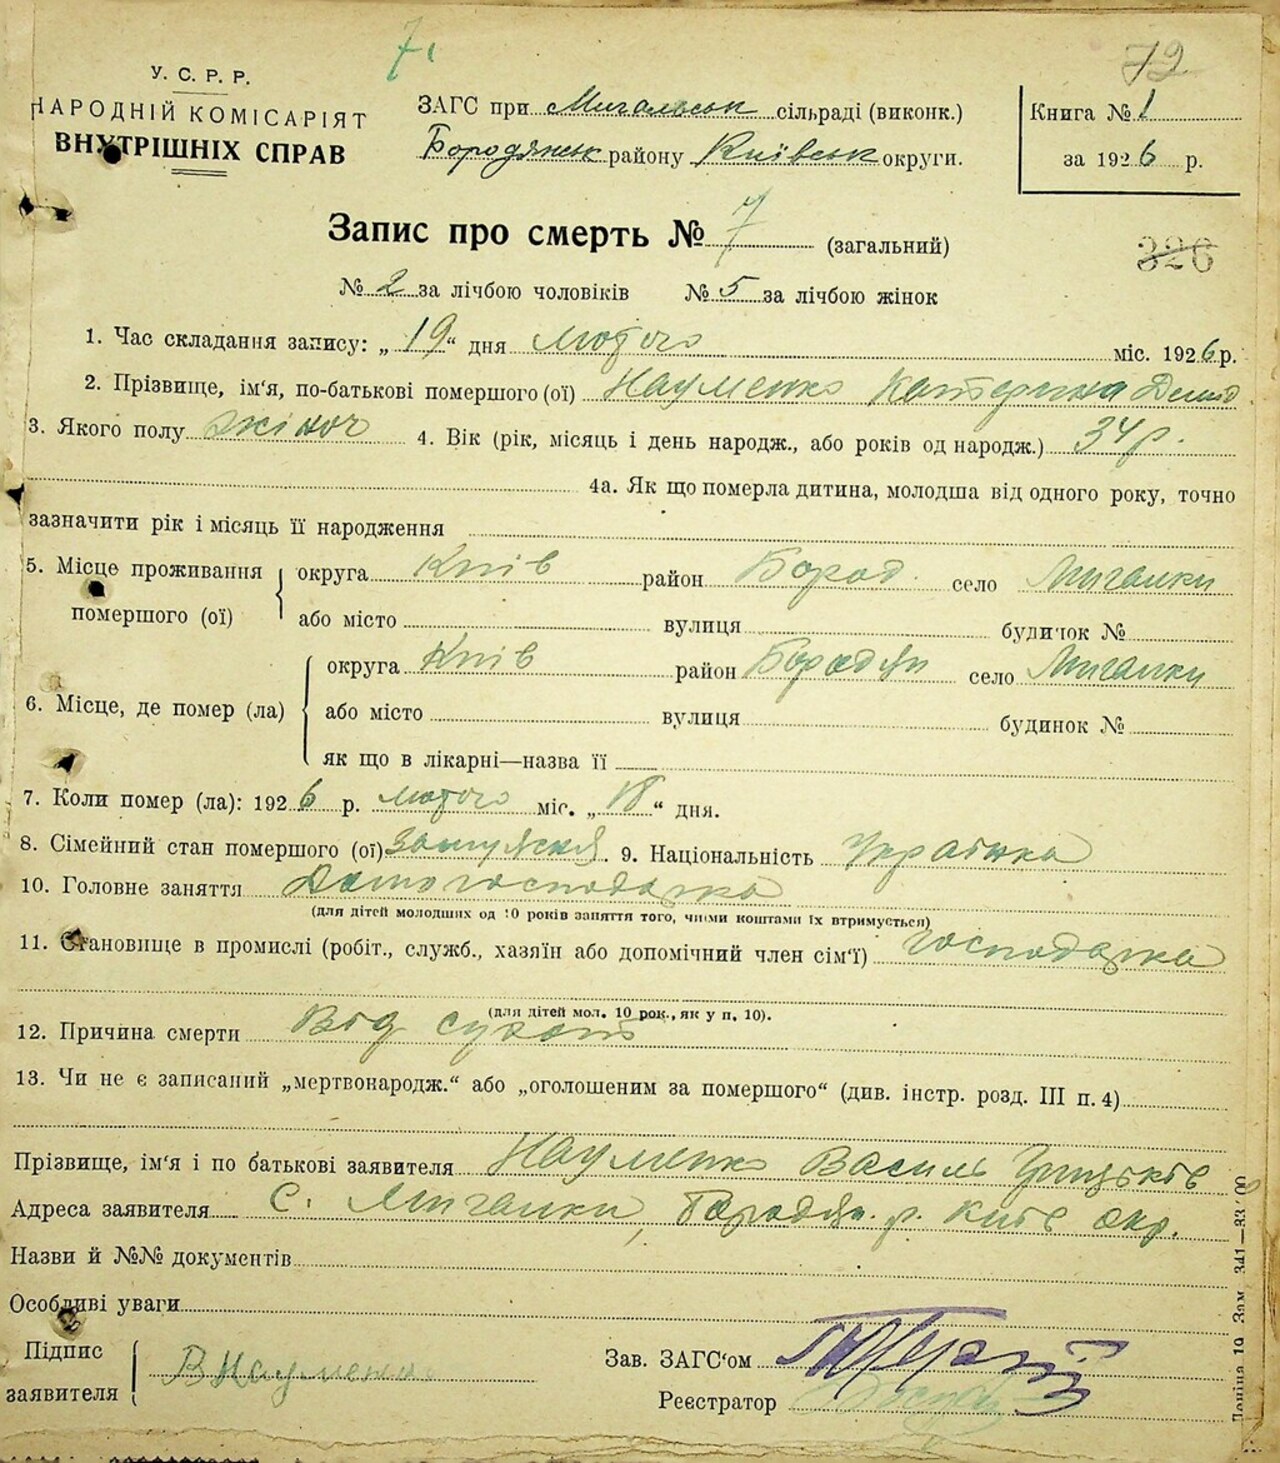 7.
72
У. С. Р. Р.
НАРОДНІЙ КОМІСАРІЯТ
ВНУТРІШНІХ СПРАВ
ЗАГС при Мигальськ сільраді (виконк.)
Бородянськ району Київськ округи.
Книга № 1
за 1926 р.
Запис про смерть № 7 (загальний)
326
№ 2 за лічбою чоловіків № 5 за лічбою жінок
1. Час складання запису: „19“ дня лютого міс. 1926 р.
2. Прізвище, ім‘я, по-батькові помершого (ої) Науменко Катерина Демид
3. Якого полу жіноч 4. Вік (рік, місяць і день народж., або років од народж.) 34 р.
4а. Як що померла дитина, молодша від одного року, точно
зазначити рік і місяць її народження
5. Місце проживання помершого (ої) округа Київ район Бород. село Мигалки
або місто вулиця будинок №
6. Місце, де помер (ла) округа Київ район Бородян село Мигалки
або місто вулиця будинок №
як що в лікарні—назва її
7. Коли помер (ла): 1926 р. лютого міс. „18“ дня.
8. Сімейний стан помершого (ої) Замужская 9. Національність Українка
10. Головне заняття Домогосподарка
(для дітей молодших од 10 років заняття того, чиїми коштами їх втримується)
11. Становище в промислі (робіт., служб., хазяїн або допомічний член сім‘ї) господарка
(для дітей мол. 10 рок., як у п. 10).
12. Причина смерти Від сухот
13. Чи не є записаний „мертвонародж.“ або „оголошеним за помершого“ (див. інстр. розд. III п. 4)
Прізвище, ім‘я і по батькові заявителя Науменко Василь Грицьків
Адреса заявителя С. Мигалки, Бородян. р. Київ окр.
Назви й №№ документів
Особливі уваги
Підпис заявителя В Науменко
Зав. ЗАГС‘ом
Реєстратор
Зам. 341—33.00